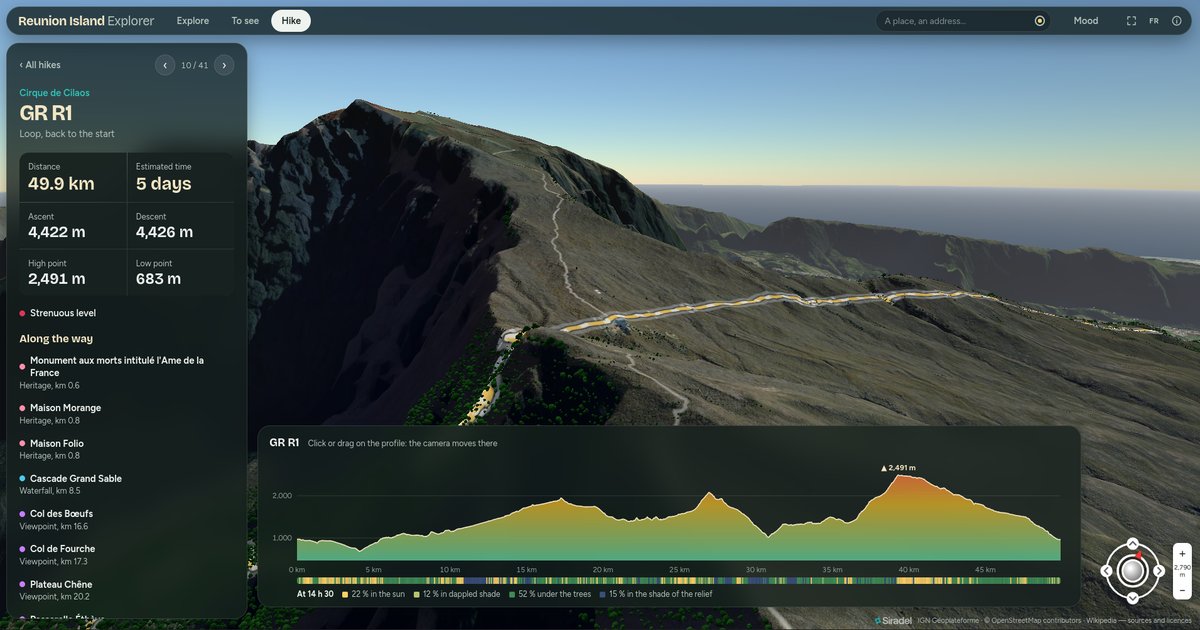 Reunion Island Explorer
Explore
To see
Hike
A place, an address...
Mood
FR
‹ All hikes
10 / 41
Cirque de Cilaos
GR R1
Loop, back to the start
Distance
49.9 km
Estimated time
5 days
Ascent
4,422 m
Descent
4,426 m
High point
2,491 m
Low point
683 m
Strenuous level
Along the way
Monument aux morts intitulé l'Ame de la
France
Heritage, km 0.6
Maison Morange
Heritage, km 0.8
Maison Folio
Heritage, km 0.8
Cascade Grand Sable
Waterfall, km 8.5
Col des Bœufs
Viewpoint, km 16.6
Col de Fourche
Viewpoint, km 17.3
Plateau Chêne
Viewpoint, km 20.2
GR R1 Click or drag on the profile: the camera moves there
▲ 2,491 m
2,000
1,000
0 km 5 km 10 km 15 km 20 km 25 km 30 km 35 km 40 km 45 km
At 14 h 30 22 % in the sun 12 % in dappled shade 52 % under the trees 15 % in the shade of the relief
+
2,790
m
−
Siradel IGN Géoplateforme · © OpenStreetMap contributors · Wikipedia — sources and licences